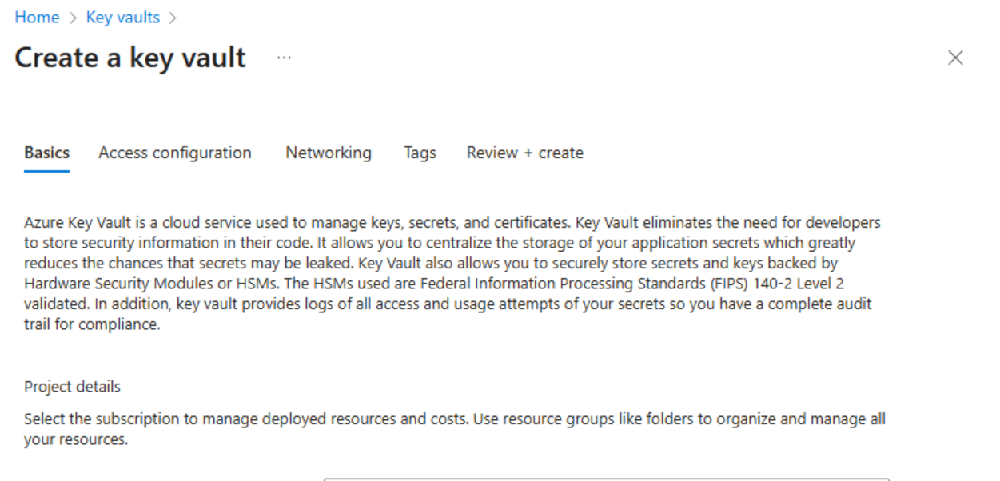 Home > Key vaults >
Create a key vault ...
Basics Access configuration Networking Tags Review + create
Azure Key Vault is a cloud service used to manage keys, secrets, and certificates. Key Vault eliminates the need for developers
to store security information in their code. It allows you to centralize the storage of your application secrets which greatly
reduces the chances that secrets may be leaked. Key Vault also allows you to securely store secrets and keys backed by
Hardware Security Modules or HSMs. The HSMs used are Federal Information Processing Standards (FIPS) 140-2 Level 2
validated. In addition, key vault provides logs of all access and usage attempts of your secrets so you have a complete audit
trail for compliance.
Project details
Select the subscription to manage deployed resources and costs. Use resource groups like folders to organize and manage all
your resources.